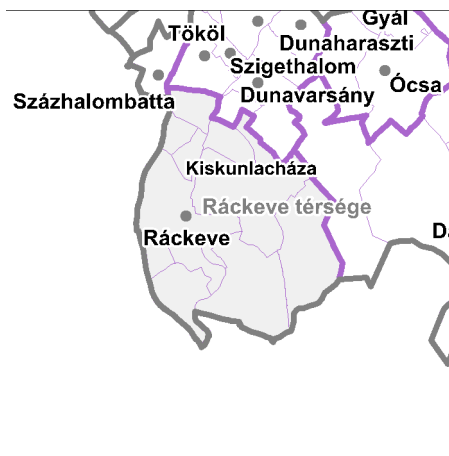 Gyál
Tököl
Dunaharaszti
Szigethalom
Ócsa
Százhalombatta
Dunavarsány
Kiskunlacháza
Ráckeve térsége
Ráckeve